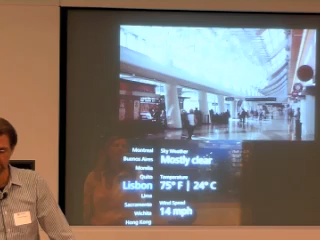 Montreal
Buenos Aires
Manila
Quito
Lisbon
Lima
Sacramento
Wichita
Hong Kong
Sky Weather
Mostly clear
Temperature
75° F | 24° C
Wind Speed
14 mph